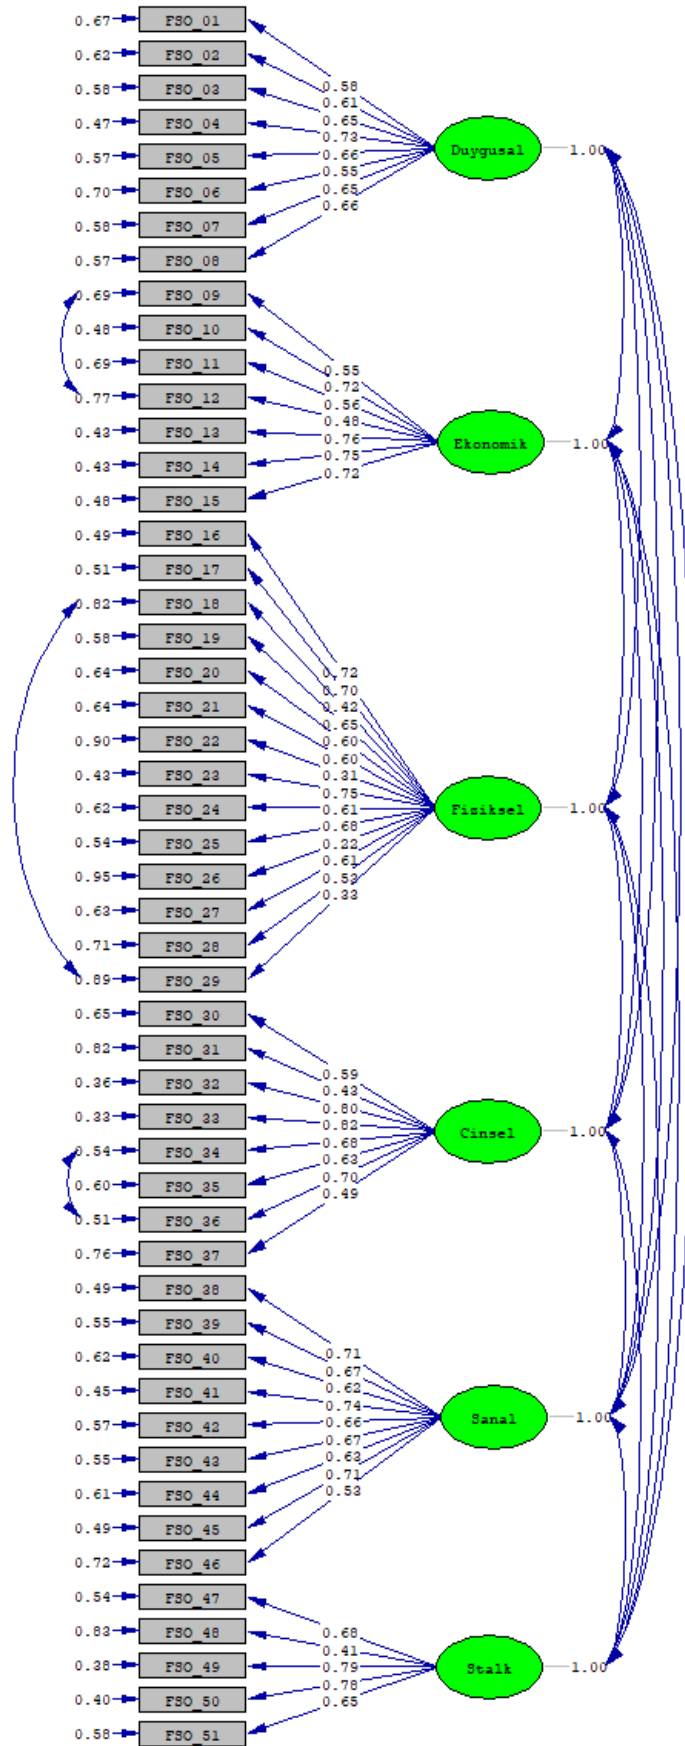 0.67 FSO_01
0.62 FSO_02
0.58 FSO_03
0.47 FSO_04
0.57 FSO_05
0.70 FSO_06
0.58 FSO_07
0.57 FSO_08
0.58
0.61
0.65
0.73
0.66
0.55
0.65
0.66
Duygusal 1.00
0.69 FSO_09
0.48 FSO_10
0.69 FSO_11
0.77 FSO_12
0.43 FSO_13
0.43 FSO_14
0.48 FSO_15
0.55
0.72
0.56
0.48
0.76
0.75
0.72
Ekonomik 1.00
0.49 FSO_16
0.51 FSO_17
0.82 FSO_18
0.58 FSO_19
0.64 FSO_20
0.64 FSO_21
0.90 FSO_22
0.43 FSO_23
0.62 FSO_24
0.54 FSO_25
0.95 FSO_26
0.63 FSO_27
0.71 FSO_28
0.89 FSO_29
0.72
0.70
0.42
0.65
0.60
0.60
0.31
0.75
0.61
0.68
0.22
0.61
0.53
0.33
Fiziksel 1.00
0.65 FSO_30
0.82 FSO_31
0.36 FSO_32
0.33 FSO_33
0.54 FSO_34
0.60 FSO_35
0.51 FSO_36
0.76 FSO_37
0.59
0.43
0.80
0.82
0.68
0.63
0.70
0.49
Cinsel 1.00
0.49 FSO_38
0.55 FSO_39
0.62 FSO_40
0.45 FSO_41
0.57 FSO_42
0.55 FSO_43
0.61 FSO_44
0.49 FSO_45
0.72 FSO_46
0.71
0.67
0.62
0.74
0.66
0.67
0.63
0.71
0.53
Sanal 1.00
0.54 FSO_47
0.83 FSO_48
0.38 FSO_49
0.40 FSO_50
0.58 FSO_51
0.68
0.41
0.79
0.78
0.65
Stalk 1.00